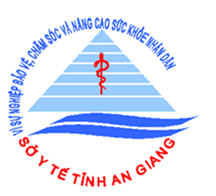 VÌ SỰ NGHIỆP BẢO VỆ, CHĂM SÓC VÀ NÂNG CAO SỨC KHỎE NHÂN DÂN
SỞ Y TẾ TỈNH AN GIANG